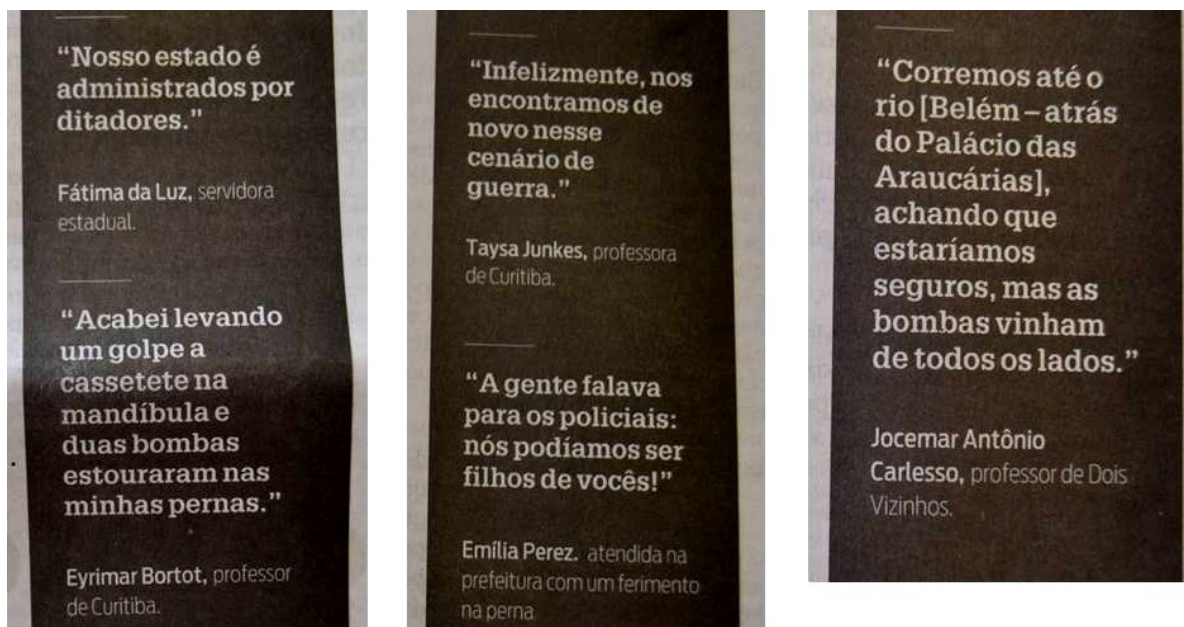 “Nosso estado é
administrados por
ditadores.”
Fátima da Luz, servidora
estadual.
“Acabei levando
um golpe a
cassetete na
mandíbula e
duas bombas
estouraram nas
minhas pernas.”
Eyrimar Bortot, professor
de Curitiba.
“Infelizmente, nos
encontramos de
novo nesse
cenário de
guerra.”
Taysa Junkes, professora
de Curitiba.
“A gente falava
para os policiais:
nós podíamos ser
filhos de vocês!”
Emília Perez. atendida na
prefeitura com um ferimento
na perna
“Corremos até o
rio [Belém – atrás
do Palácio das
Araucárias],
achando que
estaríamos
seguros, mas as
bombas vinham
de todos os lados.”
Jocemar Antônio
Carlesso, professor de Dois
Vizinhos.